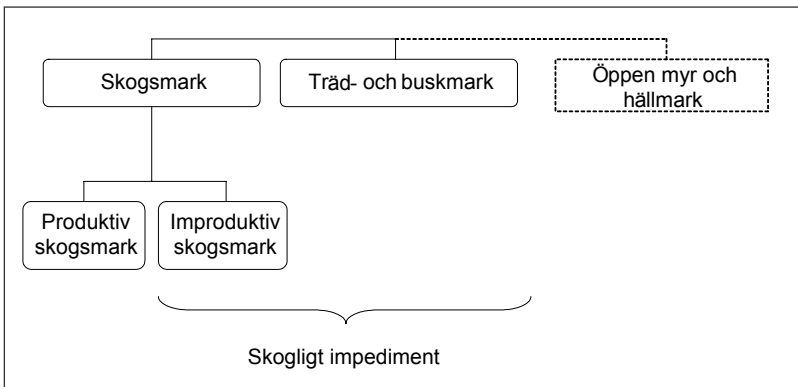 Skogsmark
Träd- och buskmark
Öppen myr och
hällmark
Produktiv
skogsmark
Improduktiv
skogsmark
Skogligt impediment